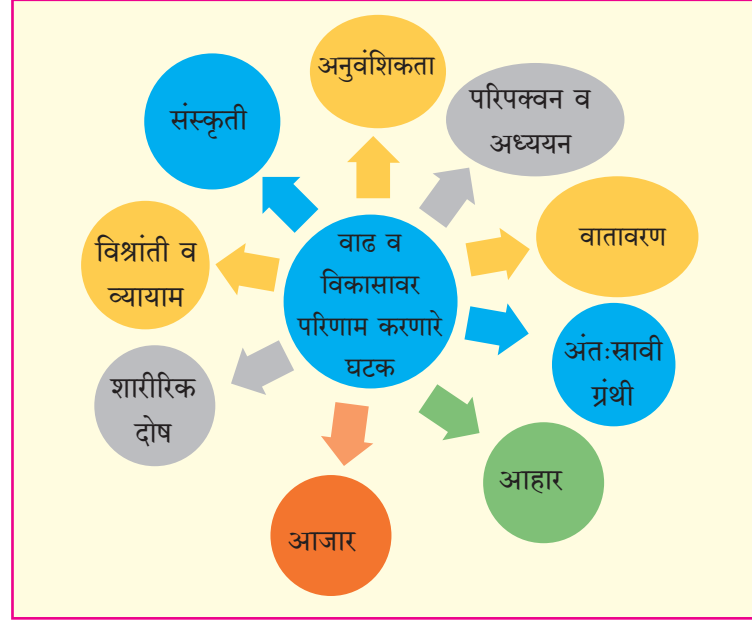 अनुवंशिकता
परिपक्वन व
अध्ययन
वातावरण
अंतःस्रावी
ग्रंथी
आहार
आजार
शारीरिक
दोष
विश्रांती व
व्यायाम
संस्कृती
वाढ व
विकासावर
परिणाम करणारे
घटक